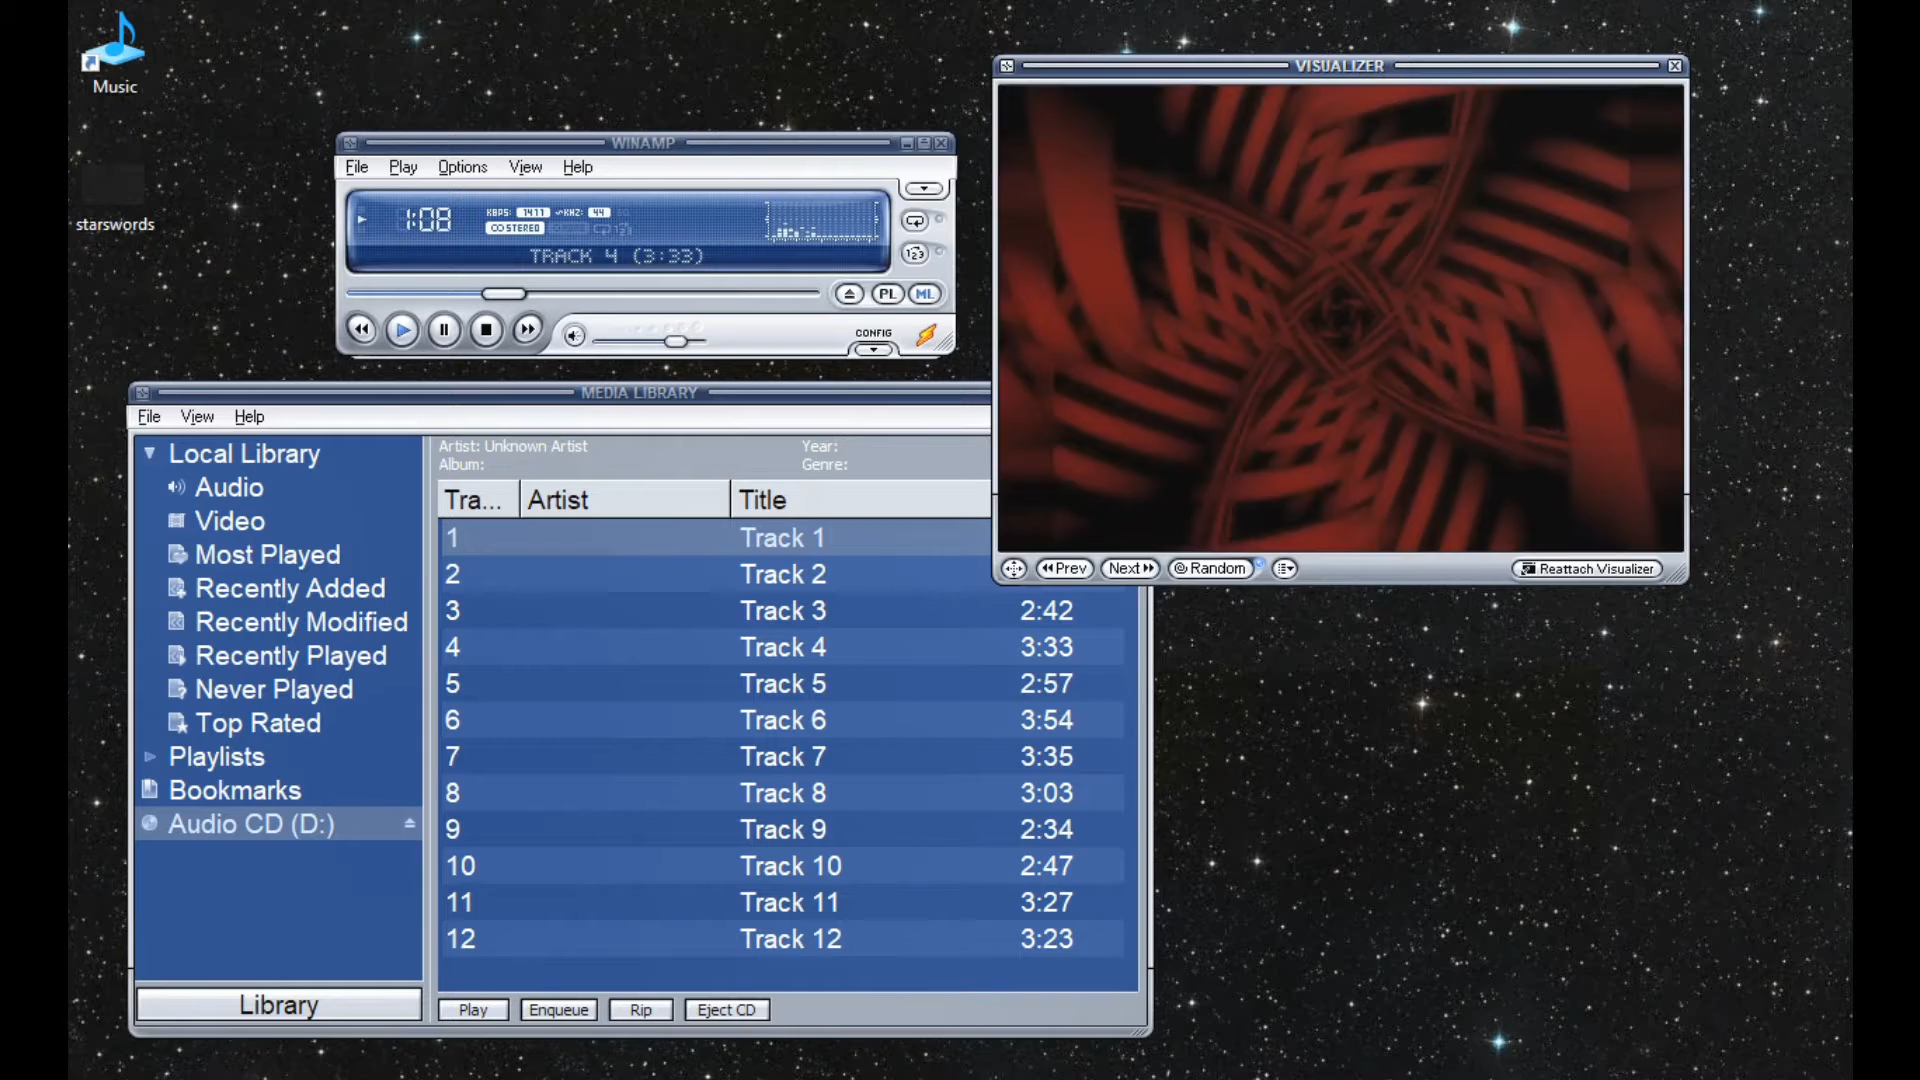 Music
starswords
WINAMP
File Play Options View Help
1:08
KBPS: 1411 KHZ: 44
STEREO
TRACK 4 (3:33)
PL ML
CONFIG
VISUALIZER
Prev Next Random Reattach Visualizer
MEDIA LIBRARY
File View Help
Local Library
Audio
Video
Most Played
Recently Added
Recently Modified
Recently Played
Never Played
Top Rated
Playlists
Bookmarks
Audio CD (D:)
Library
Artist: Unknown Artist Year:
Album: Genre:
Tra... Artist Title
1 Track 1
2 Track 2
3 Track 3 2:42
4 Track 4 3:33
5 Track 5 2:57
6 Track 6 3:54
7 Track 7 3:35
8 Track 8 3:03
9 Track 9 2:34
10 Track 10 2:47
11 Track 11 3:27
12 Track 12 3:23
Play Enqueue Rip Eject CD